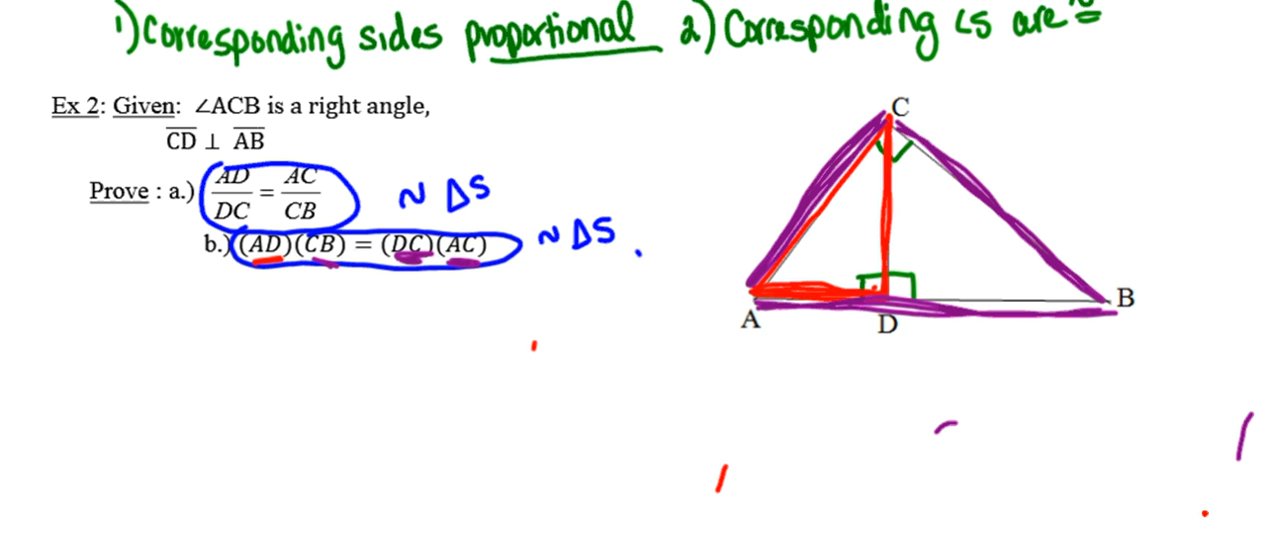 1) Corresponding sides proportional 2) Corresponding ∠s are ≅
Ex 2: Given: ∠ACB is a right angle,
CD ⊥ AB
Prove : a.) AD/DC = AC/CB ~ ΔS
b.) (AD)(CB) = (DC)(AC) ~ ΔS.
C
A
D
B